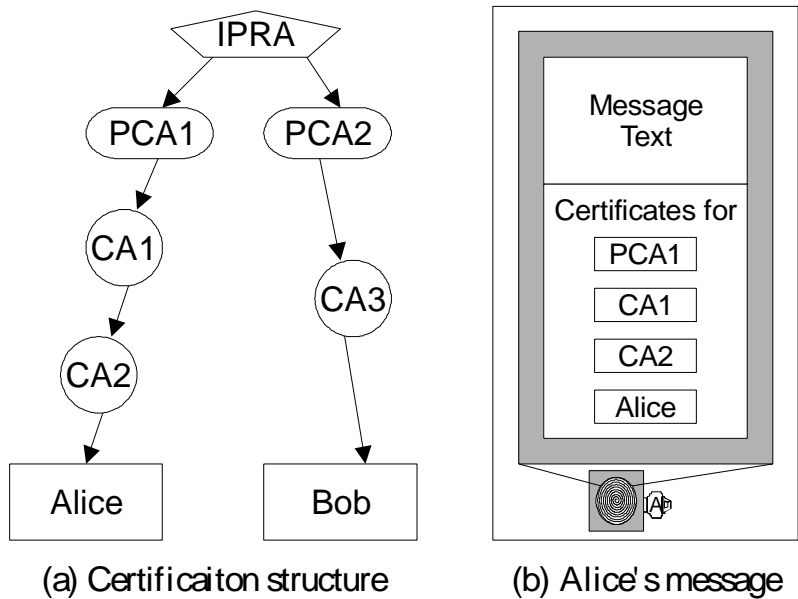 IPRA
PCA1
PCA2
CA1
CA3
CA2
Alice
Bob
(a) Certificaiton structure
Message
Text
Certificates for
PCA1
CA1
CA2
Alice
A
(b) Alice's message